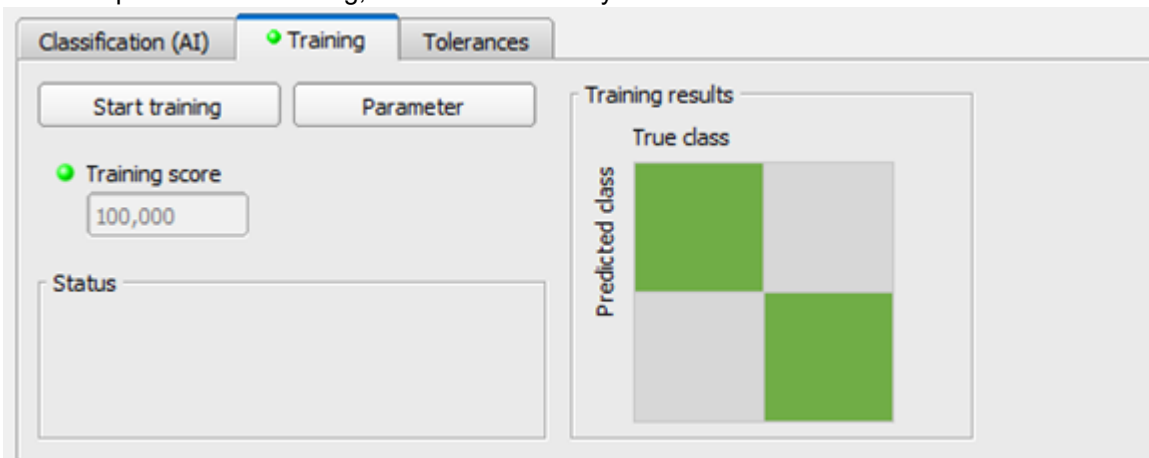 Classification (AI)
Training
Tolerances
Start training
Parameter
Training score
100,000
Status
Training results
True class
Predicted class